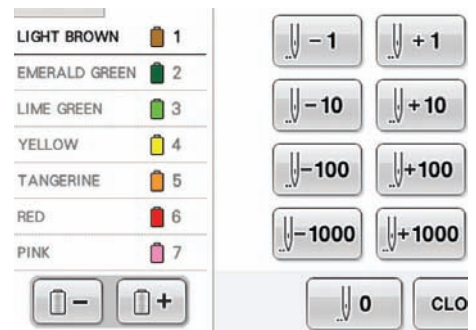 LIGHT BROWN 1
EMERALD GREEN 2
LIME GREEN 3
YELLOW 4
TANGERINE 5
RED 6
PINK 7
− +
−1 +1
−10 +10
−100 +100
−1000 +1000
0 CLO